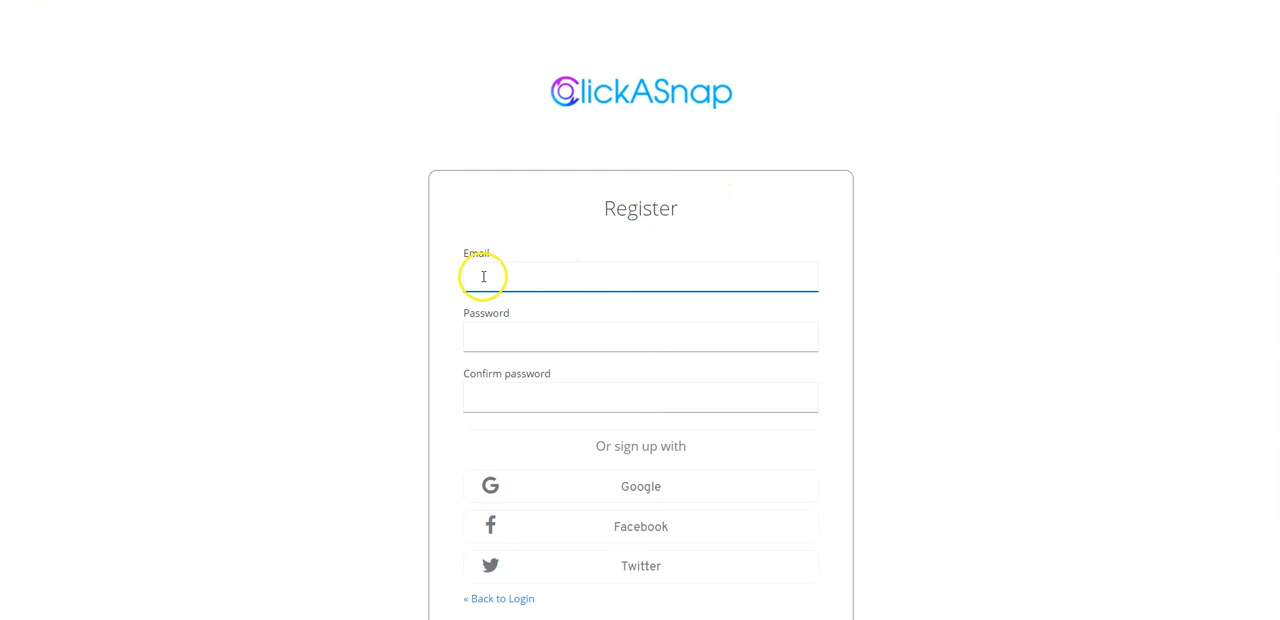 ClickASnap
Register
Email
Password
Confirm password
Or sign up with
Google
Facebook
Twitter
« Back to Login